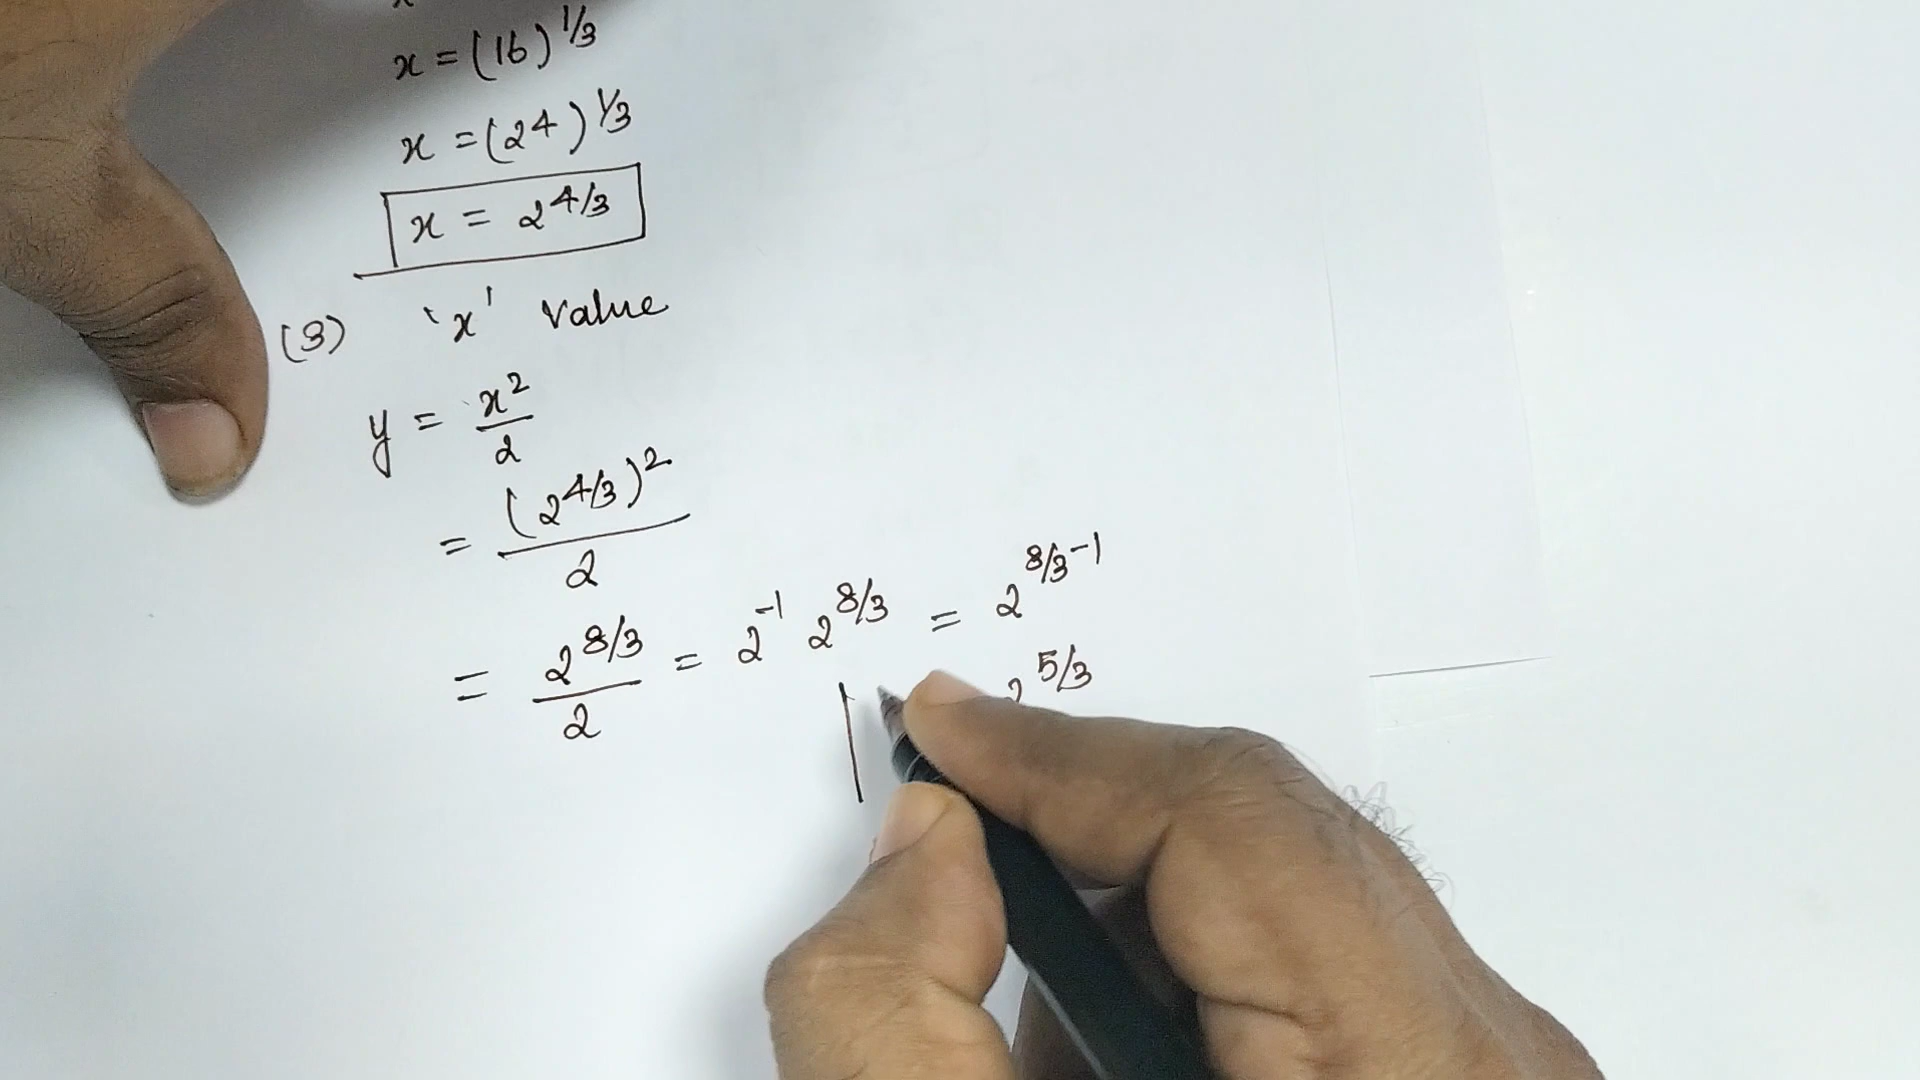 x = (16)^1/3
x = (2^4)^1/3
x = 2^4/3
(3) 'x' value
y = x^2/2
= (2^4/3)^2/2
= 2^8/3/2 = 2^-1 2^8/3 = 2^8/3-1
2^5/3